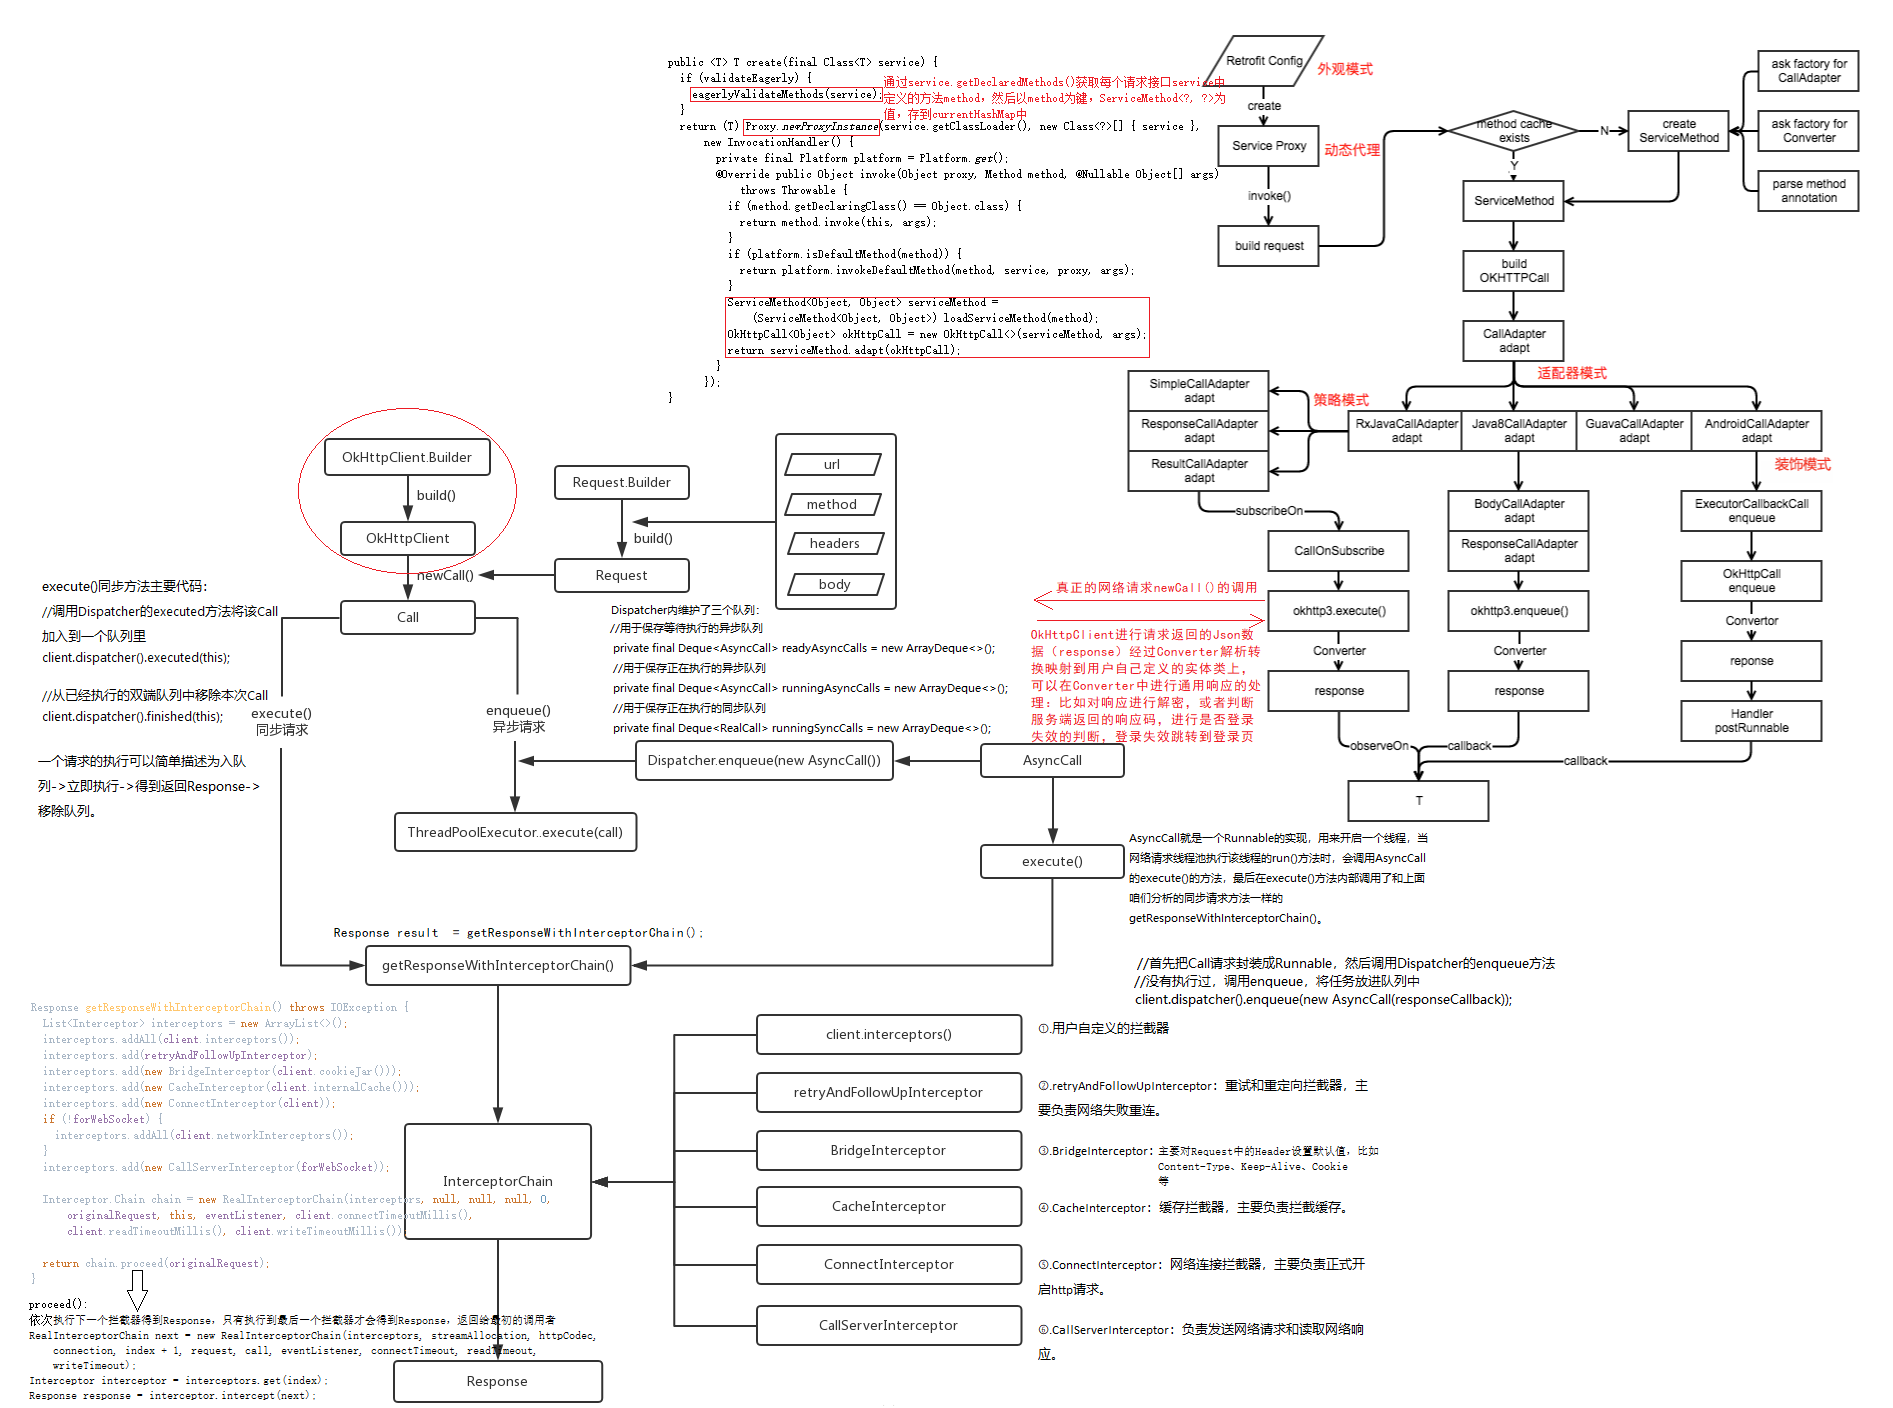 public <T> T create(final Class<T> service) {
if (validateEagerly) {
eagerlyValidateMethods(service);
}
return (T) Proxy.newProxyInstance(service.getClassLoader(), new Class<?>[] { service },
new InvocationHandler() {
private final Platform platform = Platform.get();
@Override public Object invoke(Object proxy, Method method, @Nullable Object[] args)
throws Throwable {
if (method.getDeclaringClass() == Object.class) {
return method.invoke(this, args);
}
if (platform.isDefaultMethod(method)) {
return platform.invokeDefaultMethod(method, service, proxy, args);
}
ServiceMethod<Object, Object> serviceMethod =
(ServiceMethod<Object, Object>) loadServiceMethod(method);
OkHttpCall<Object> okHttpCall = new OkHttpCall<>(serviceMethod, args);
return serviceMethod.adapt(okHttpCall);
}
});
}
通过service.getDeclaredMethods()获取每个请求接口service中
定义的方法method，然后以method为键，ServiceMethod<?, ?>为
值，存到currentHashMap中
Retrofit Config
外观模式
create
Service Proxy
动态代理
invoke()
build request
method cache
exists
N
Y
create
ServiceMethod
ask factory for
CallAdapter
ask factory for
Converter
parse method
annotation
ServiceMethod
build
OKHTTPCall
CallAdapter
adapt
适配器模式
策略模式
SimpleCallAdapter
adapt
ResponseCallAdapter
adapt
ResultCallAdapter
adapt
RxJavaCallAdapter
adapt
Java8CallAdapter
adapt
GuavaCallAdapter
adapt
AndroidCallAdapter
adapt
装饰模式
subscribeOn
CallOnSubscribe
okhttp3.execute()
Converter
response
observeOn
BodyCallAdapter
adapt
ResponseCallAdapter
adapt
okhttp3.enqueue()
Converter
response
callback
ExecutorCallbackCall
enqueue
OkHttpCall
enqueue
Convertor
reponse
Handler
postRunnable
callback
T
OkHttpClient.Builder
build()
OkHttpClient
newCall()
Call
Request.Builder
build()
Request
url
method
headers
body
execute()同步方法主要代码：
//调用Dispatcher的executed方法将该Call
加入到一个队列里
client.dispatcher().executed(this);
//从已经执行的双端队列中移除本次Call
client.dispatcher().finished(this);
一个请求的执行可以简单描述为入队
列->立即执行->得到返回Response->
移除队列。
execute()
同步请求
enqueue()
异步请求
Dispatcher内维护了三个队列：
//用于保存等待执行的异步队列
private final Deque<AsyncCall> readyAsyncCalls = new ArrayDeque<>();
//用于保存正在执行的异步队列
private final Deque<AsyncCall> runningAsyncCalls = new ArrayDeque<>();
//用于保存正在执行的同步队列
private final Deque<RealCall> runningSyncCalls = new ArrayDeque<>();
真正的网络请求newCall()的调用
OkHttpClient进行请求返回的Json数
据（response）经过Converter解析转
换映射到用户自己定义的实体类上，
可以在Converter中进行通用响应的处
理：比如对响应进行解密，或者判断
服务端返回的响应码，进行是否登录
失效的判断，登录失效跳转到登录页
Dispatcher.enqueue(new AsyncCall())
AsyncCall
ThreadPoolExecutor..execute(call)
execute()
AsyncCall就是一个Runnable的实现，用来开启一个线程，当
网络请求线程池执行该线程的run()方法时，会调用AsyncCall
的execute()的方法，最后在execute()方法内部调用了和上面
咱们分析的同步请求方法一样的
getResponseWithInterceptorChain()。
Response result = getResponseWithInterceptorChain();
getResponseWithInterceptorChain()
//首先把Call请求封装成Runnable，然后调用Dispatcher的enqueue方法
//没有执行过，调用enqueue，将任务放进队列中
client.dispatcher().enqueue(new AsyncCall(responseCallback));
Response getResponseWithInterceptorChain() throws IOException {
List<Interceptor> interceptors = new ArrayList<>();
interceptors.addAll(client.interceptors());
interceptors.add(retryAndFollowUpInterceptor);
interceptors.add(new BridgeInterceptor(client.cookieJar()));
interceptors.add(new CacheInterceptor(client.internalCache()));
interceptors.add(new ConnectInterceptor(client));
if (!forWebSocket) {
interceptors.addAll(client.networkInterceptors());
}
interceptors.add(new CallServerInterceptor(forWebSocket));
Interceptor.Chain chain = new RealInterceptorChain(interceptors, null, null, null, 0,
originalRequest, this, eventListener, client.connectTimeoutMillis(),
client.readTimeoutMillis(), client.writeTimeoutMillis())
return chain.proceed(originalRequest);
}
proceed():
依次执行下一个拦截器得到Response，只有执行到最后一个拦截器才会得到Response，返回给最初的调用者
RealInterceptorChain next = new RealInterceptorChain(interceptors, streamAllocation, httpCodec,
connection, index + 1, request, call, eventListener, connectTimeout, readTimeout,
writeTimeout);
Interceptor interceptor = interceptors.get(index);
Response response = interceptor.intercept(next);
InterceptorChain
Response
client.interceptors()
①.用户自定义的拦截器
retryAndFollowUpInterceptor
②.retryAndFollowUpInterceptor：重试和重定向拦截器，主
要负责网络失败重连。
BridgeInterceptor
③.BridgeInterceptor：主要对Request中的Header设置默认值，比如
Content-Type、Keep-Alive、Cookie
等
CacheInterceptor
④.CacheInterceptor：缓存拦截器，主要负责拦截缓存。
ConnectInterceptor
⑤.ConnectInterceptor：网络连接拦截器，主要负责正式开
启http请求。
CallServerInterceptor
⑥.CallServerInterceptor：负责发送网络请求和读取网络响
应。